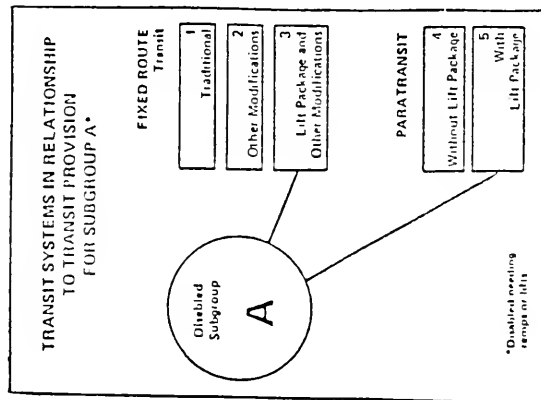 TRANSIT SYSTEMS IN RELATIONSHIP
TO TRANSIT PROVISION
FOR SUBGROUP A*
FIXED ROUTE
Transit
1
Traditional
2
Other Modifications
3
Lift Package and
Other Modifications
Disabled
Subgroup
A
PARATRANSIT
4
Without Lift Package
5
With
Lift Package
*Disabled needing
ramps or lifts